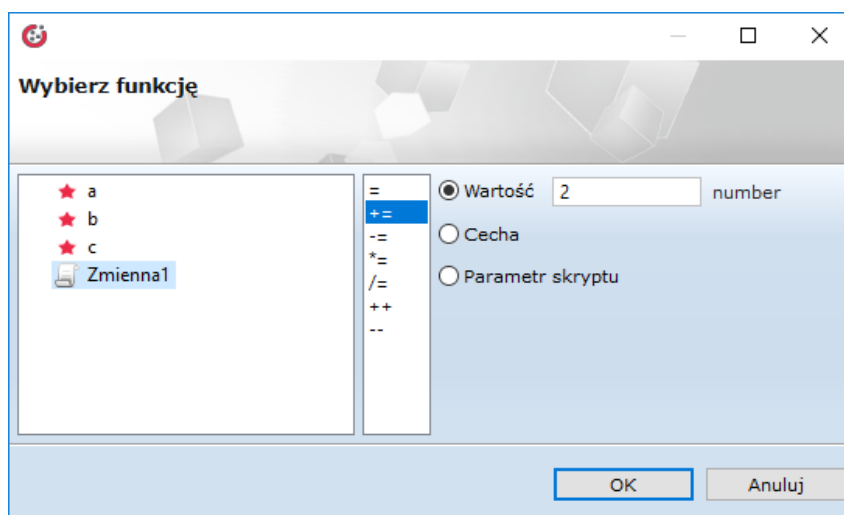 Wybierz funkcję
a
b
c
Zmienna1
=
+=
-=
*=
/=
++
--
Wartość 2 number
Cecha
Parametr skryptu
OK Anuluj